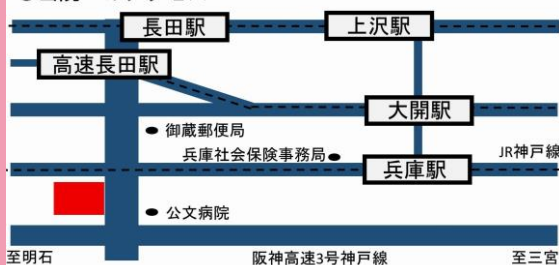 長田駅
上沢駅
高速長田駅
大開駅
御蔵郵便局
兵庫社会保険事務局
JR神戸線
兵庫駅
公文病院
至明石
阪神高速3号神戸線
至三宮